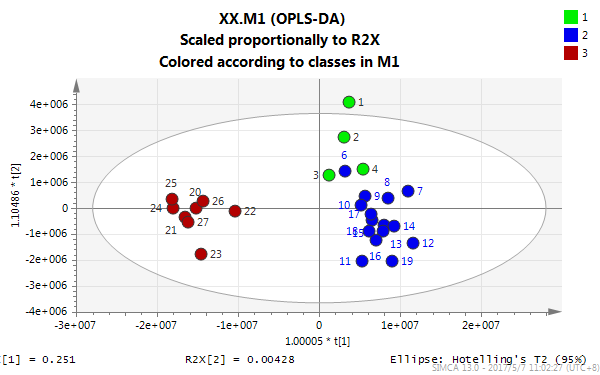 XX.M1 (OPLS-DA)
Scaled proportionally to R2X
Colored according to classes in M1
1
2
3
4e+006
3e+006
2e+006
1e+006
0
-1e+006
-2e+006
-3e+006
-4e+006
1.10486 * t[2]
1
2
6
3
4
25
20
26
24
22
21
27
23
8
7
9
10
17
14
18
15
13
12
16
11
19
-3e+007
-2e+007
-1e+007
0
1e+007
2e+007
1.00005 * t[1]
[1] = 0.251
R2X[2] = 0.00428
Ellipse: Hotelling's T2 (95%)
SIMCA 13.0 - 2017/5/7 11:02:27 (UTC+8)